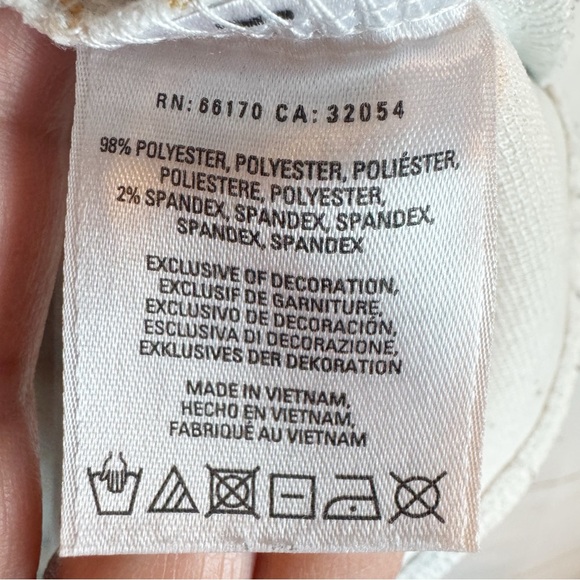 RN: 66170 CA: 32054
98% POLYESTER, POLYESTER, POLIÉSTER,
POLIESTERE, POLYESTER,
2% SPANDEX, SPANDEX, SPANDEX,
SPANDEX, SPANDEX
EXCLUSIVE OF DECORATION,
EXCLUSIF DE GARNITURE,
EXCLUSIVO DE DECORACIÓN,
ESCLUSIVA DI DECORAZIONE,
EXKLUSIVES DER DEKORATION
MADE IN VIETNAM,
HECHO EN VIETNAM,
FABRIQUÉ AU VIETNAM